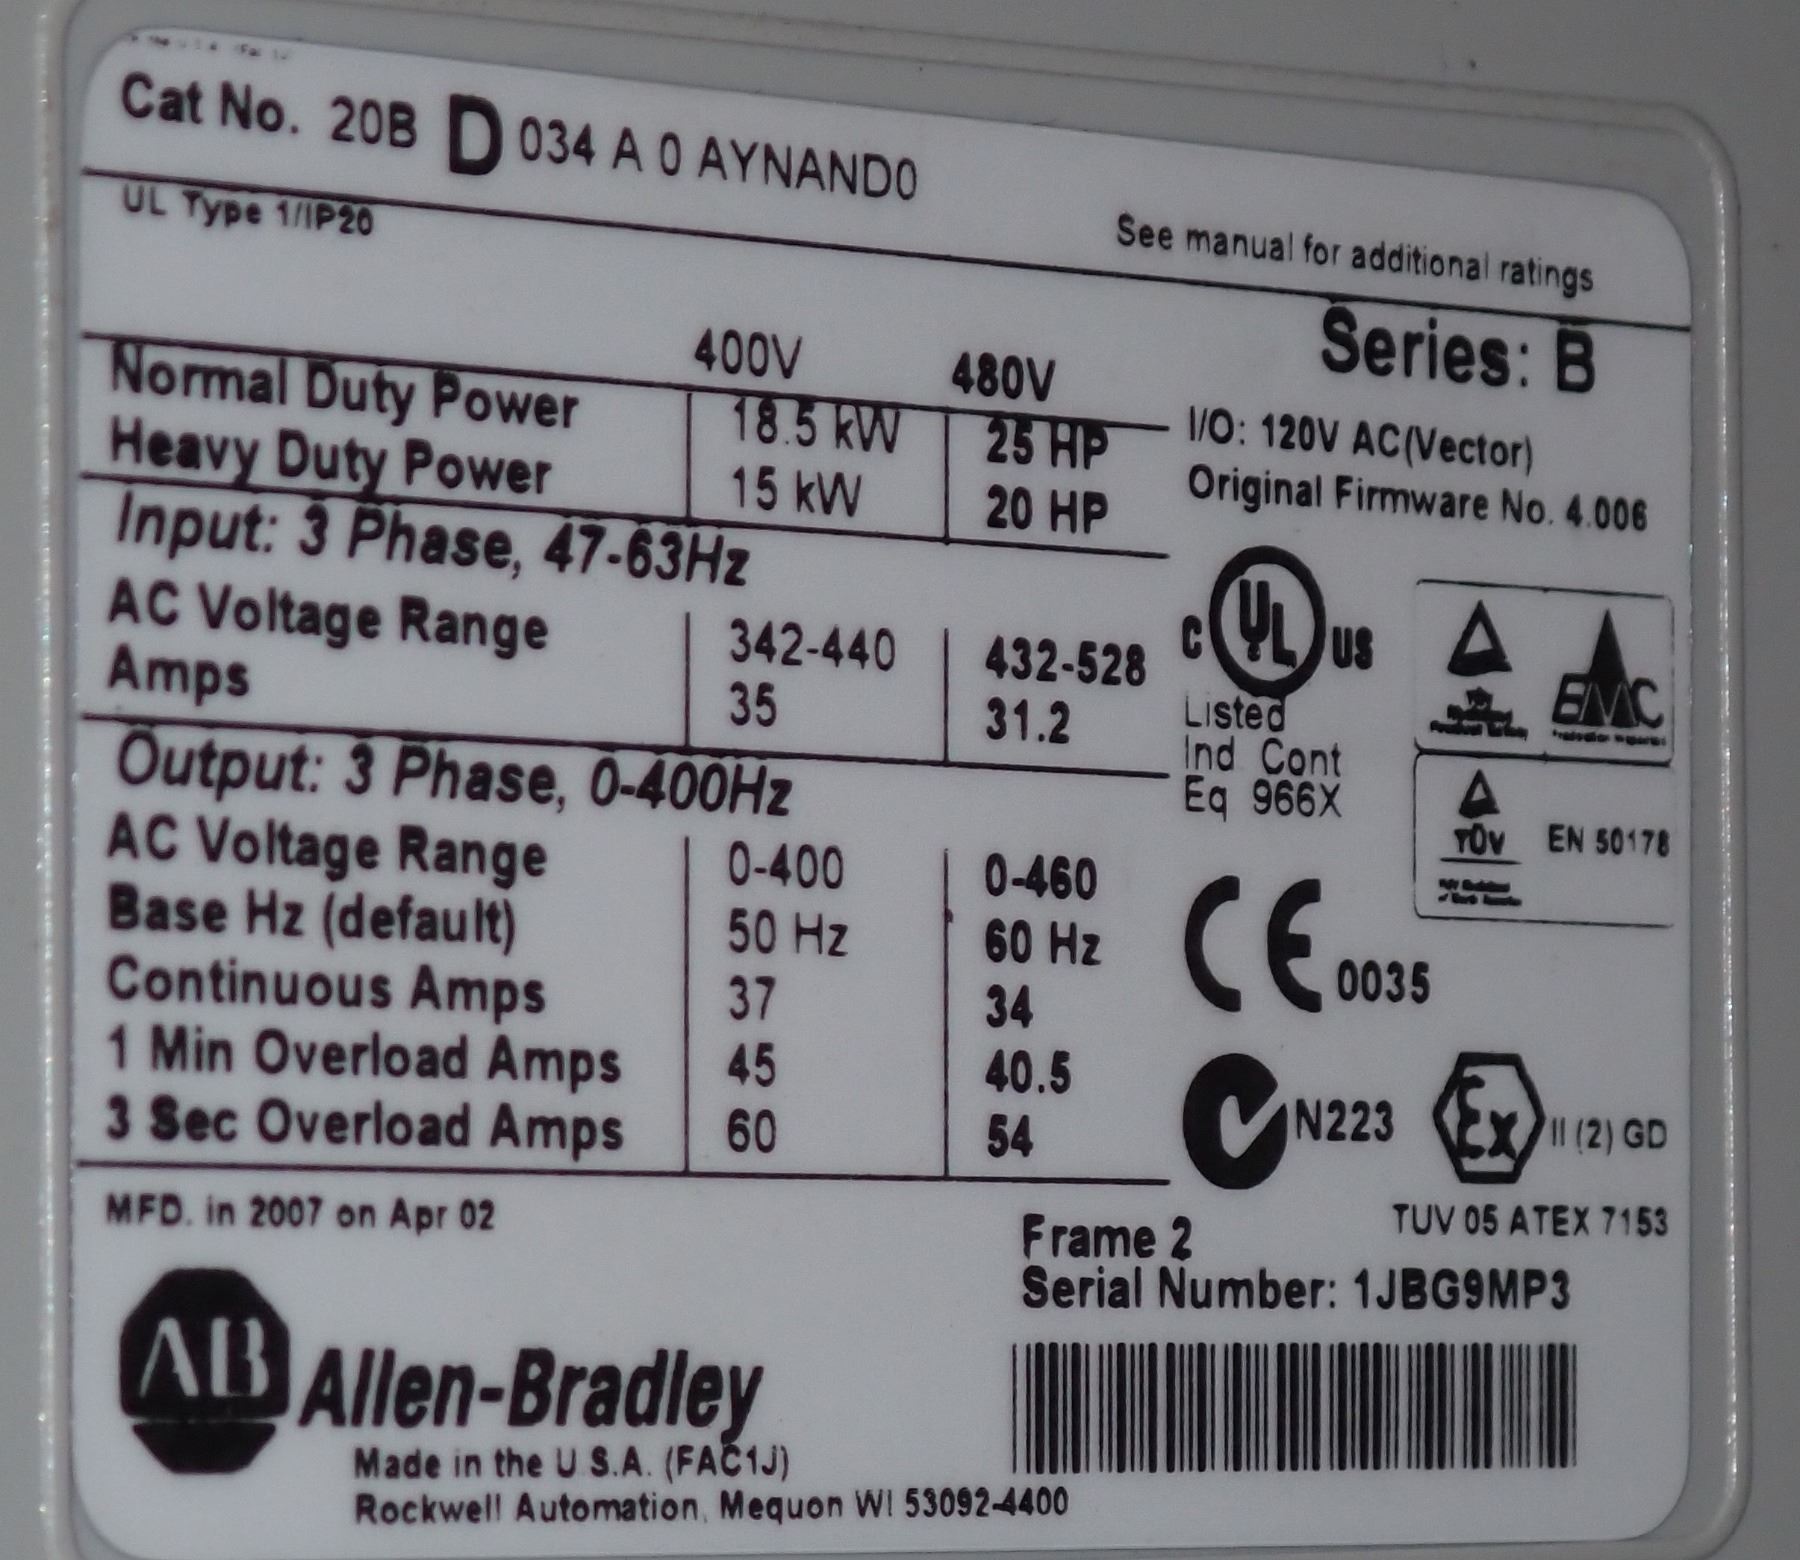 Cat No. 20B D 034 A 0 AYNAND0
UL Type 1/IP20
See manual for additional ratings
400V 480V
Series: B
Normal Duty Power 18.5 kW 25 HP
Heavy Duty Power 15 kW 20 HP
I/O: 120V AC(Vector)
Original Firmware No. 4.006
Input: 3 Phase, 47-63Hz
AC Voltage Range 342-440 432-528
Amps 35 31.2
C UL US
Listed
Ind Cont
Eq 966X
EMC
Output: 3 Phase, 0-400Hz
AC Voltage Range 0-400 0-460
Base Hz (default) 50 Hz 60 Hz
Continuous Amps 37 34
1 Min Overload Amps 45 40.5
3 Sec Overload Amps 60 54
TÜV EN 50178
CE 0035
N223
Ex II (2) GD
TUV 05 ATEX 7153
MFD. in 2007 on Apr 02
Frame 2
Serial Number: 1JBG9MP3
AB Allen-Bradley
Made in the U.S.A. (FAC1J)
Rockwell Automation, Mequon WI 53092-4400